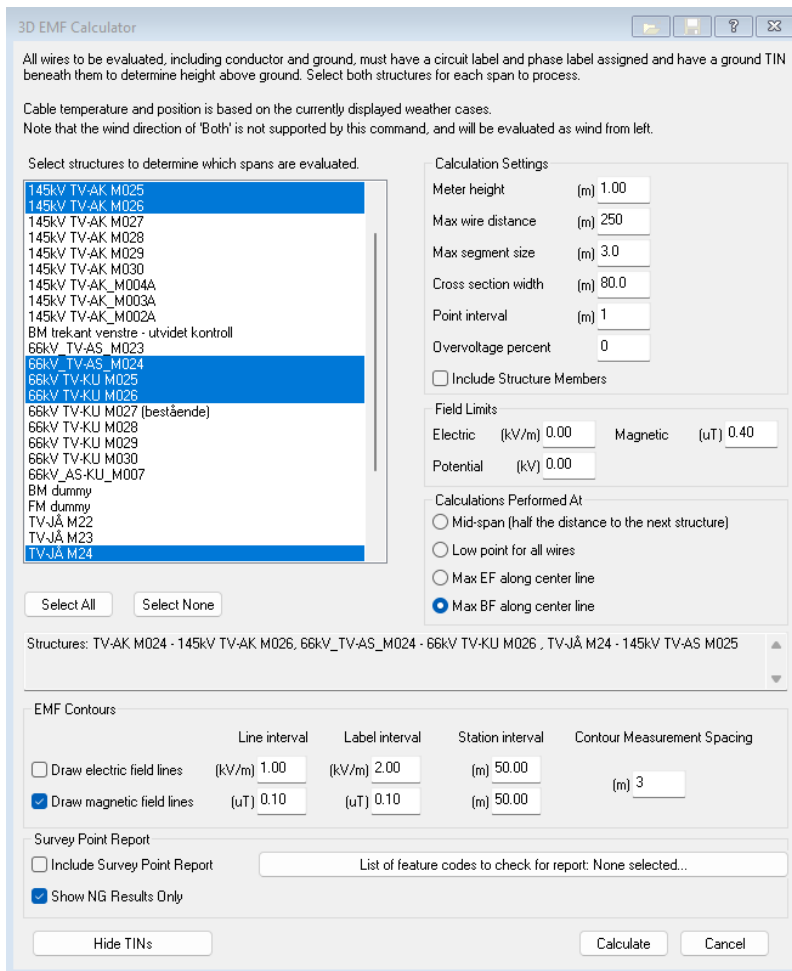 3D EMF Calculator
All wires to be evaluated, including conductor and ground, must have a circuit label and phase label assigned and have a ground TIN
beneath them to determine height above ground. Select both structures for each span to process.
Cable temperature and position is based on the currently displayed weather cases.
Note that the wind direction of 'Both' is not supported by this command, and will be evaluated as wind from left.
Select structures to determine which spans are evaluated.
145kV TV-AK M025
145kV TV-AK M026
145kV TV-AK M027
145kV TV-AK M028
145kV TV-AK M029
145kV TV-AK M030
145kV TV-AK_M004A
145kV TV-AK_M003A
145kV TV-AK_M002A
BM trekant venstre - utvidet kontroll
66kV_TV-AS_M023
66kV_TV-AS_M024
66kV TV-KU M025
66kV TV-KU M026
66kV TV-KU M027 (bestående)
66kV TV-KU M028
66kV TV-KU M029
66kV TV-KU M030
66kV_AS-KU_M007
BM dummy
FM dummy
TV-JÅ M22
TV-JÅ M23
TV-JÅ M24
Select All Select None
Calculation Settings
Meter height (m) 1.00
Max wire distance (m) 250
Max segment size (m) 3.0
Cross section width (m) 80.0
Point interval (m) 1
Overvoltage percent 0
Include Structure Members
Field Limits
Electric (kV/m) 0.00 Magnetic (uT) 0.40
Potential (kV) 0.00
Calculations Performed At
Mid-span (half the distance to the next structure)
Low point for all wires
Max EF along center line
Max BF along center line
Structures: TV-AK M024 - 145kV TV-AK M026, 66kV_TV-AS_M024 - 66kV TV-KU M026 , TV-JÅ M24 - 145kV TV-AS M025
EMF Contours
Line interval Label interval Station interval Contour Measurement Spacing
Draw electric field lines (kV/m) 1.00 (kV/m) 2.00 (m) 50.00 (m) 3
Draw magnetic field lines (uT) 0.10 (uT) 0.10 (m) 50.00
Survey Point Report
Include Survey Point Report List of feature codes to check for report: None selected...
Show NG Results Only
Hide TINs Calculate Cancel